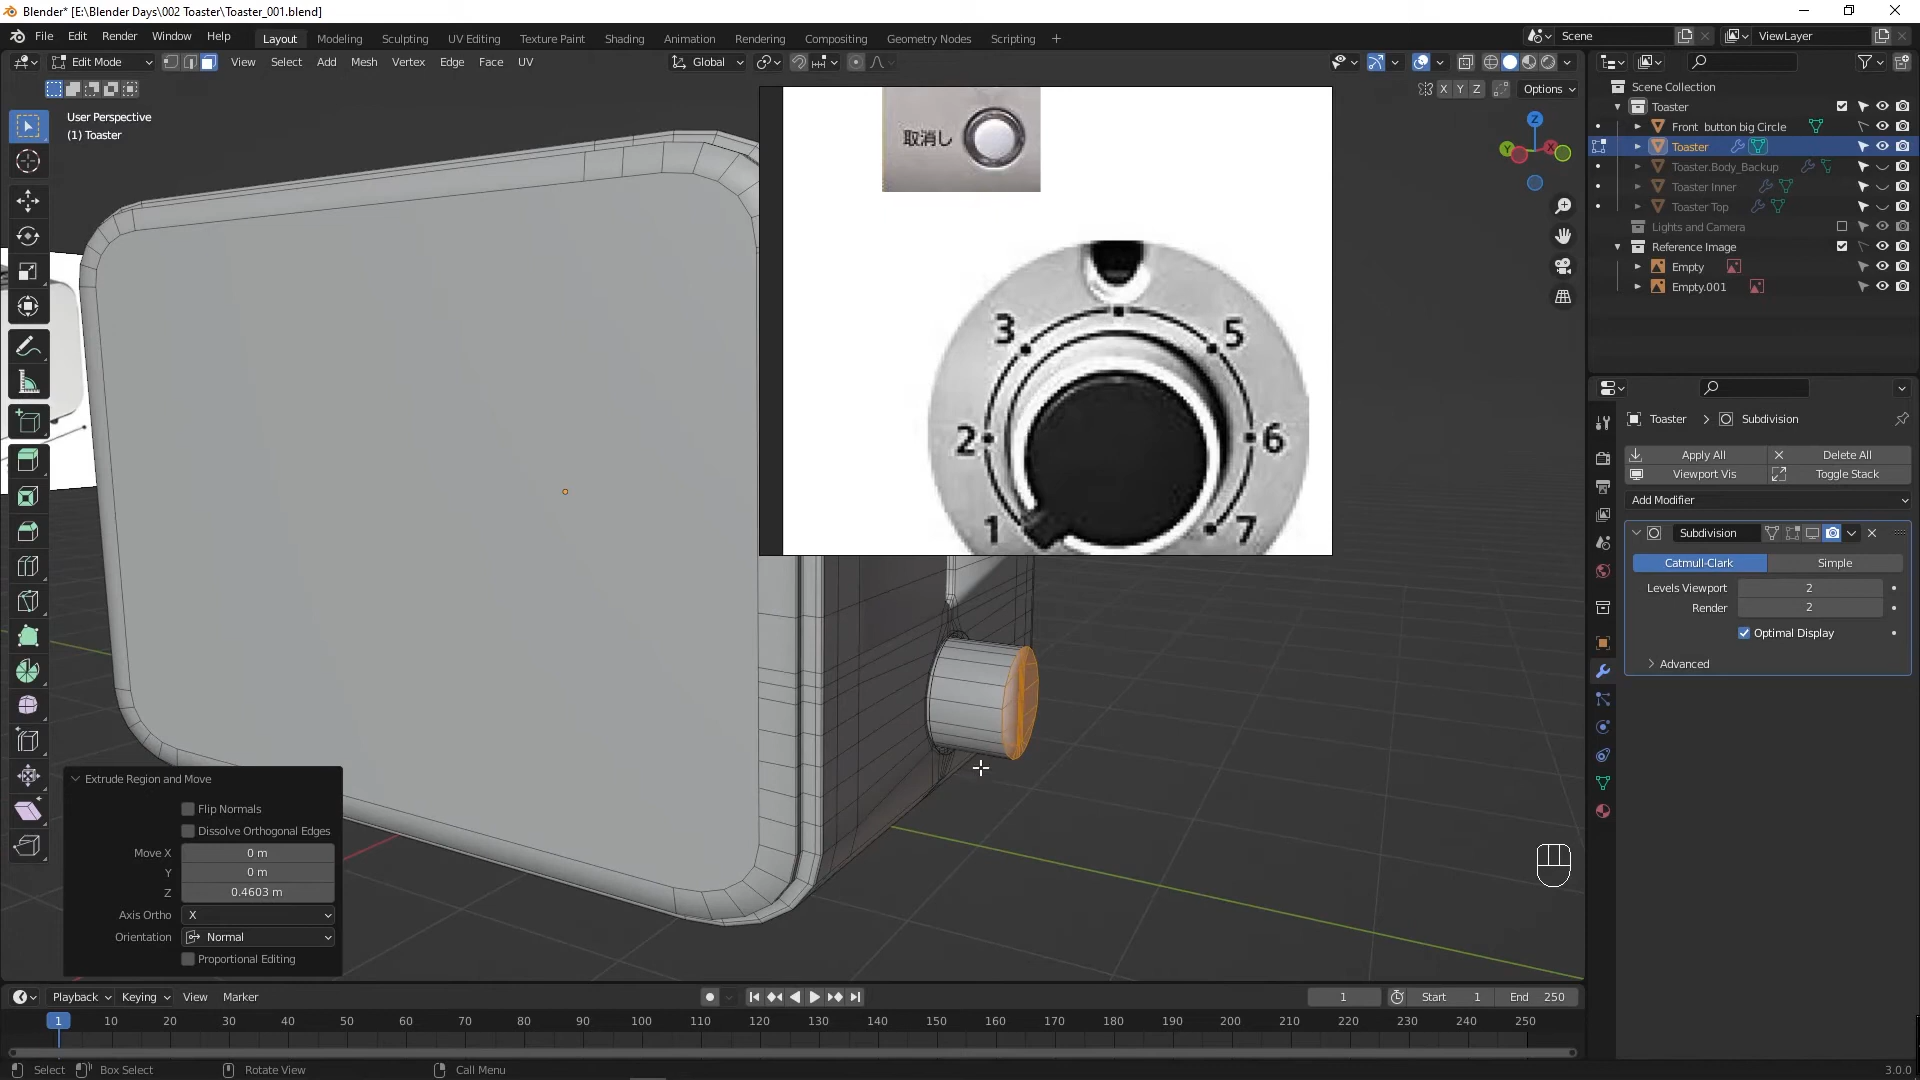 Blender* [E:\Blender Days\002 Toaster\Toaster_001.blend]
File Edit Render Window Help Layout Modeling Sculpting UV Editing Texture Paint Shading Animation Rendering Compositing Geometry Nodes Scripting + Scene ViewLayer
Edit Mode View Select Add Mesh Vertex Edge Face UV Global
X Y Z Options
User Perspective
(1) Toaster
取消し
3 5
2 6
1 7
Z
Y X
Scene Collection
Toaster
Front button big Circle
Toaster
Toaster.Body_Backup
Toaster Inner
Toaster Top
Lights and Camera
Reference Image
Empty
Empty.001
Toaster > Subdivision
Apply All Delete All
Viewport Vis Toggle Stack
Add Modifier
Subdivision
Catmull-Clark Simple
Levels Viewport 2
Render 2
Optimal Display
Advanced
Extrude Region and Move
Flip Normals
Dissolve Orthogonal Edges
Move X 0 m
Y 0 m
Z 0.4603 m
Axis Ortho X
Orientation Normal
Proportional Editing
Playback Keying View Marker 1 Start 1 End 250
1 10 20 30 40 50 60 70 80 90 100 110 120 130 140 150 160 170 180 190 200 210 220 230 240 250
Select Box Select Rotate View Call Menu 3.0.0